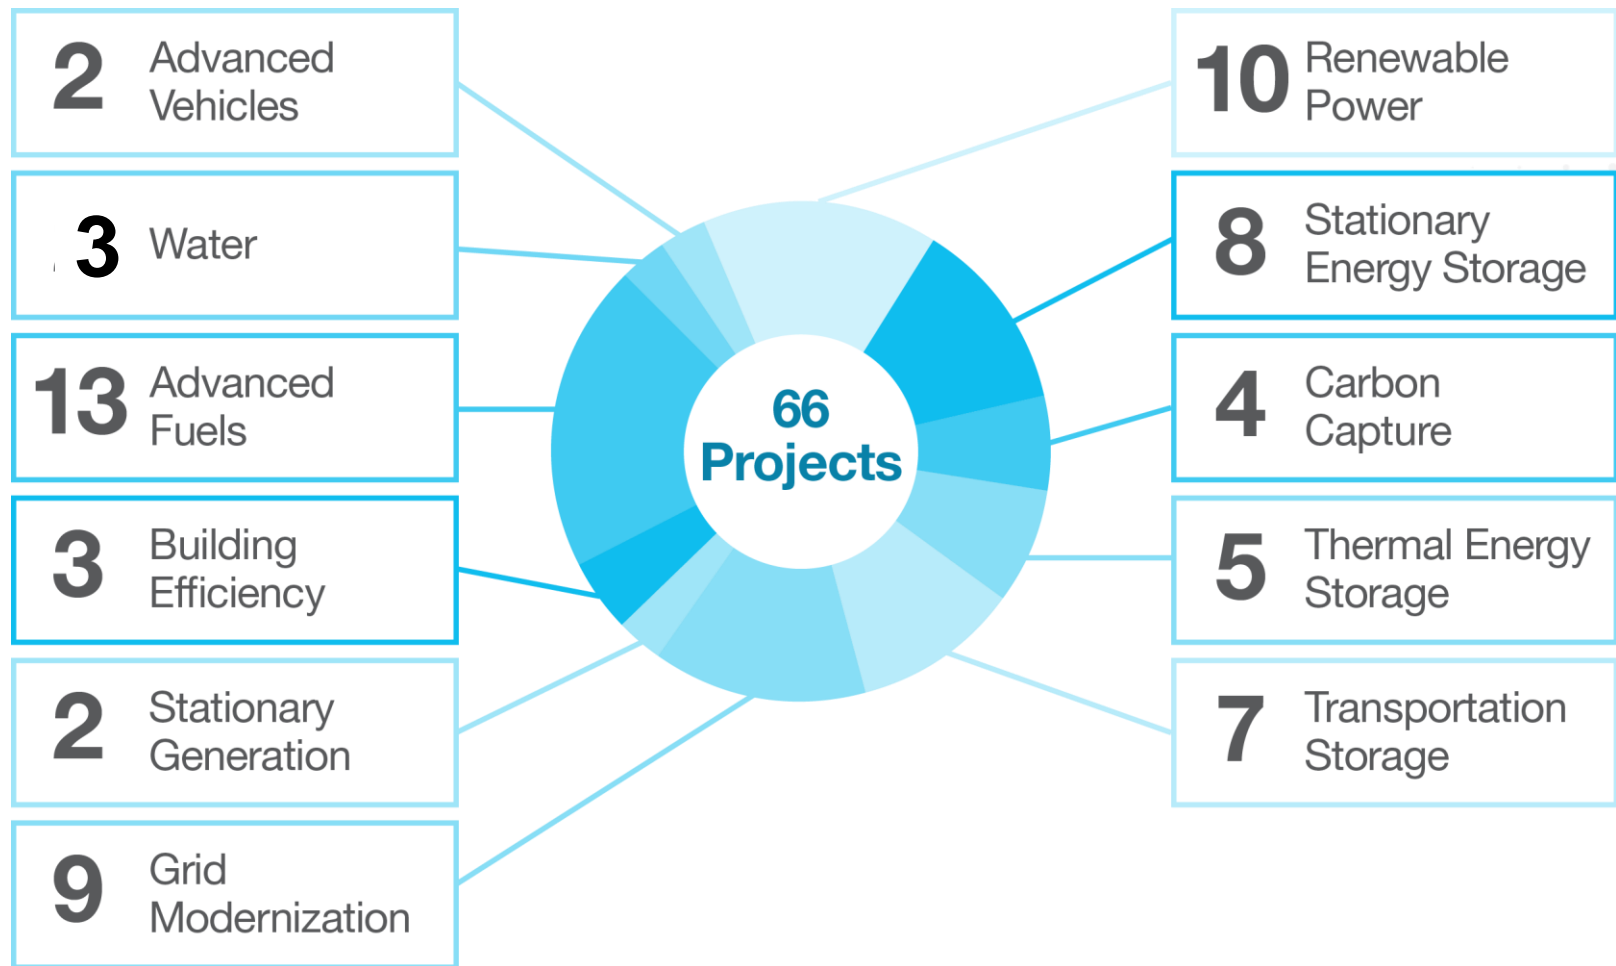 2 Advanced
Vehicles
3 Water
13 Advanced
Fuels
3 Building
Efficiency
2 Stationary
Generation
9 Grid
Modernization
66
Projects
10 Renewable
Power
8 Stationary
Energy Storage
4 Carbon
Capture
5 Thermal Energy
Storage
7 Transportation
Storage